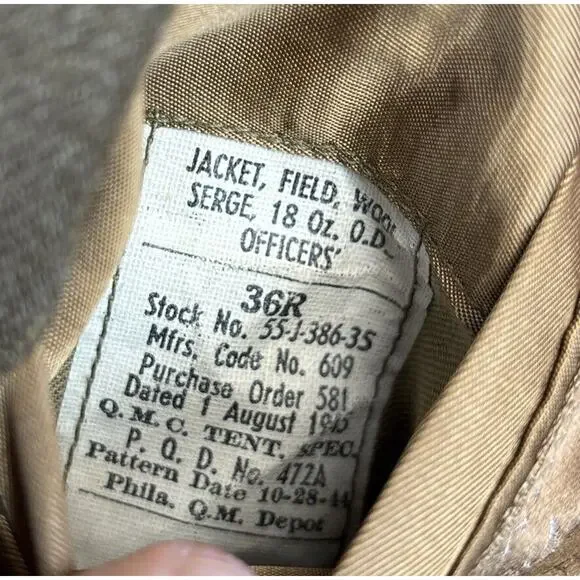 JACKET, FIELD, WOOL
SERGE, 18 Oz. O.D.
OFFICERS'
36R
Stock No. 55-J-386-35
Mfrs. Code No. 609
Purchase Order 581
Dated 1 August 1945
Q. M. C. TENT. SPEC.
P. Q. D. No. 472A
Pattern Date 10-28-44
Phila. Q.M. Depot